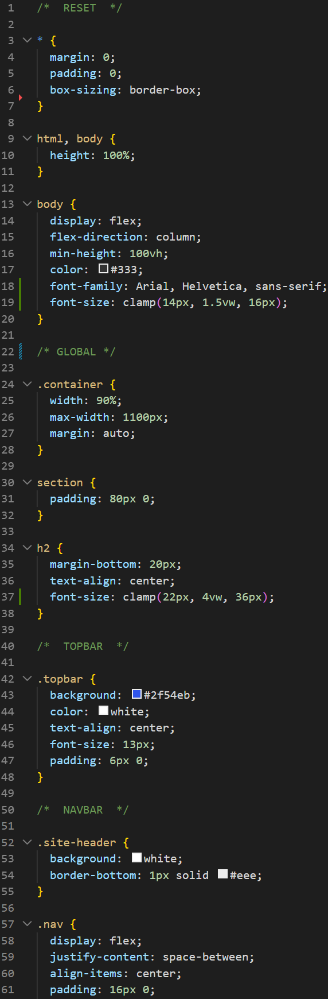 1 /*  RESET  */
2
3 * {
4   margin: 0;
5   padding: 0;
6   box-sizing: border-box;
7 }
8
9 html, body {
10   height: 100%;
11 }
12
13 body {
14   display: flex;
15   flex-direction: column;
16   min-height: 100vh;
17   color: #333;
18   font-family: Arial, Helvetica, sans-serif;
19   font-size: clamp(14px, 1.5vw, 16px);
20 }
21
22 /* GLOBAL */
23
24 .container {
25   width: 90%;
26   max-width: 1100px;
27   margin: auto;
28 }
29
30 section {
31   padding: 80px 0;
32 }
33
34 h2 {
35   margin-bottom: 20px;
36   text-align: center;
37   font-size: clamp(22px, 4vw, 36px);
38 }
39
40 /*  TOPBAR  */
41
42 .topbar {
43   background: #2f54eb;
44   color: white;
45   text-align: center;
46   font-size: 13px;
47   padding: 6px 0;
48 }
49
50 /*  NAVBAR  */
51
52 .site-header {
53   background: white;
54   border-bottom: 1px solid #eee;
55 }
56
57 .nav {
58   display: flex;
59   justify-content: space-between;
60   align-items: center;
61   padding: 16px 0;